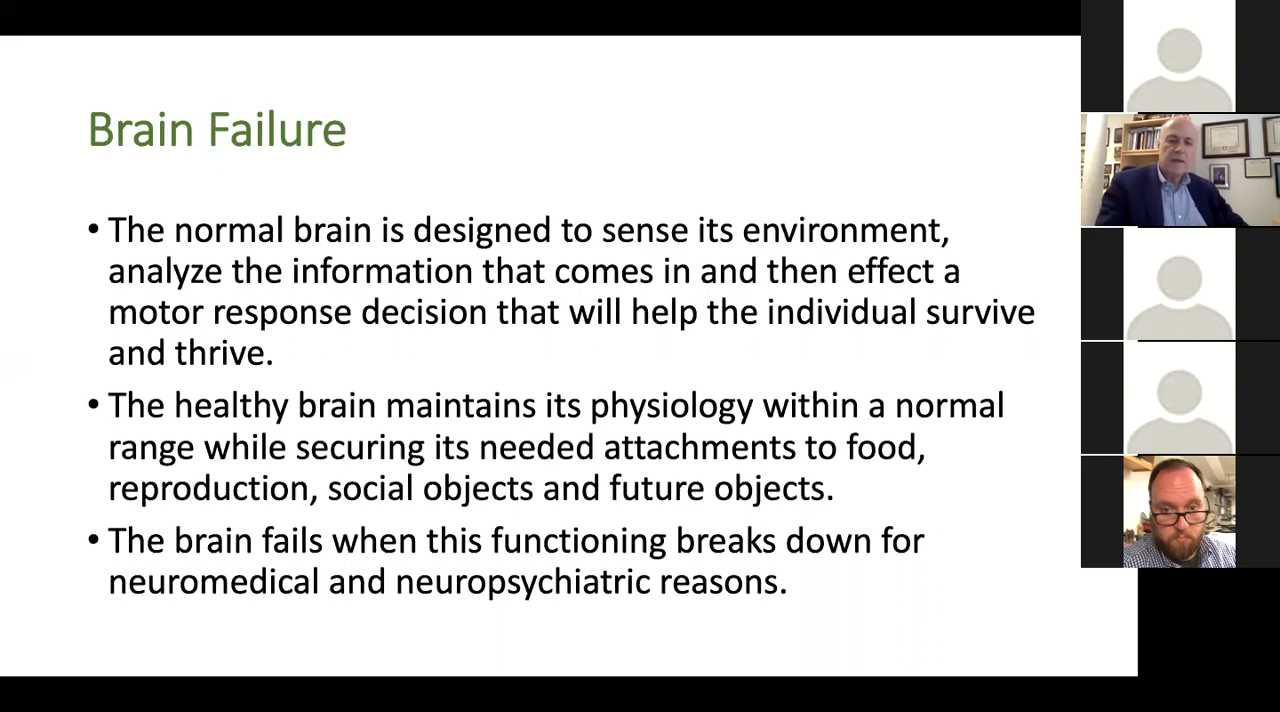 Brain Failure
• The normal brain is designed to sense its environment,
analyze the information that comes in and then effect a
motor response decision that will help the individual survive
and thrive.
• The healthy brain maintains its physiology within a normal
range while securing its needed attachments to food,
reproduction, social objects and future objects.
• The brain fails when this functioning breaks down for
neuromedical and neuropsychiatric reasons.